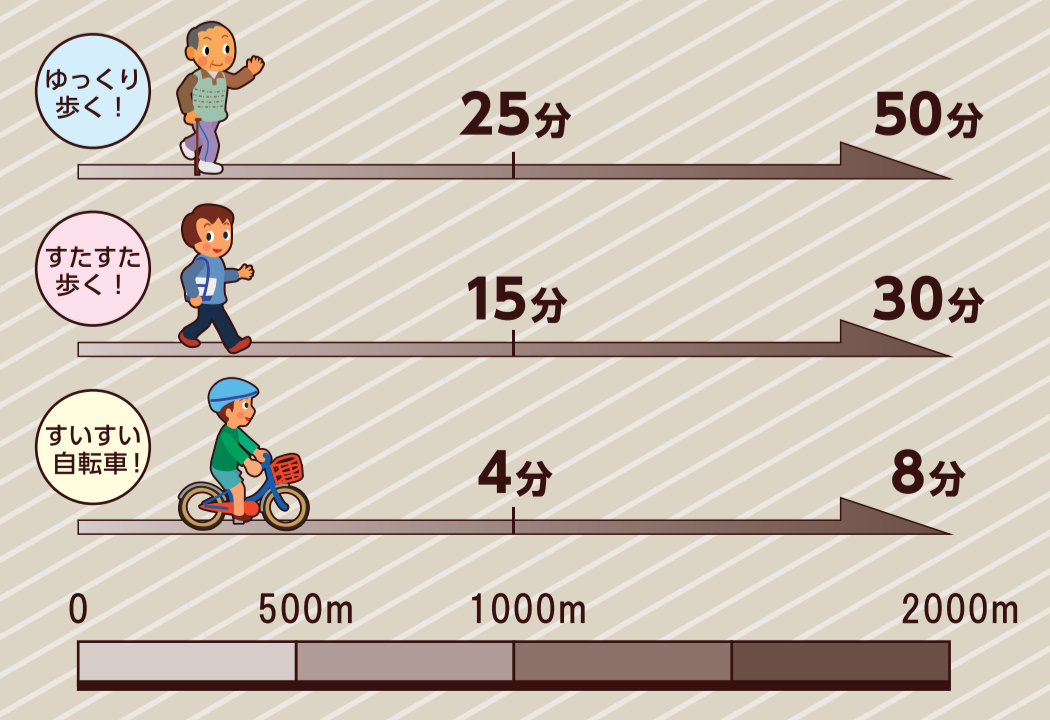 ゆっくり
歩く！
25分
50分
すたすた
歩く！
15分
30分
すいすい
自転車！
4分
8分
0
500m
1000m
2000m